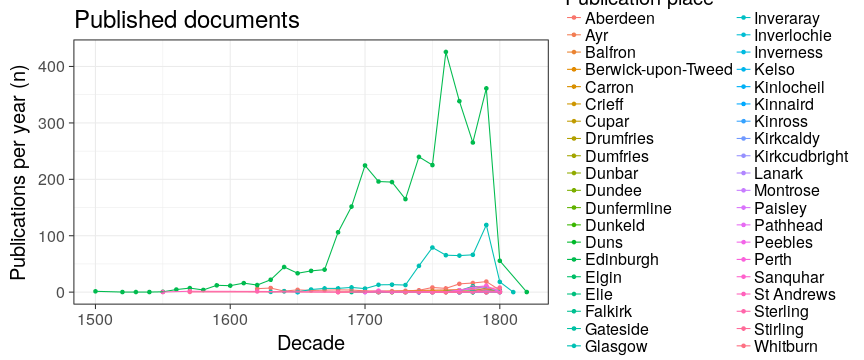 Published documents
Publications per year (n)
400
300
200
100
0
1500
1600
1700
1800
Decade
Publication place
Aberdeen
Ayr
Balfron
Berwick-upon-Tweed
Carron
Crieff
Cupar
Drumfries
Dumfries
Dunbar
Dundee
Dunfermline
Dunkeld
Duns
Edinburgh
Elgin
Elie
Falkirk
Gateside
Glasgow
Inveraray
Inverlochie
Inverness
Kelso
Kinlocheil
Kinnaird
Kinross
Kirkcaldy
Kirkcudbright
Lanark
Montrose
Paisley
Pathhead
Peebles
Perth
Sanquhar
St Andrews
Sterling
Stirling
Whitburn